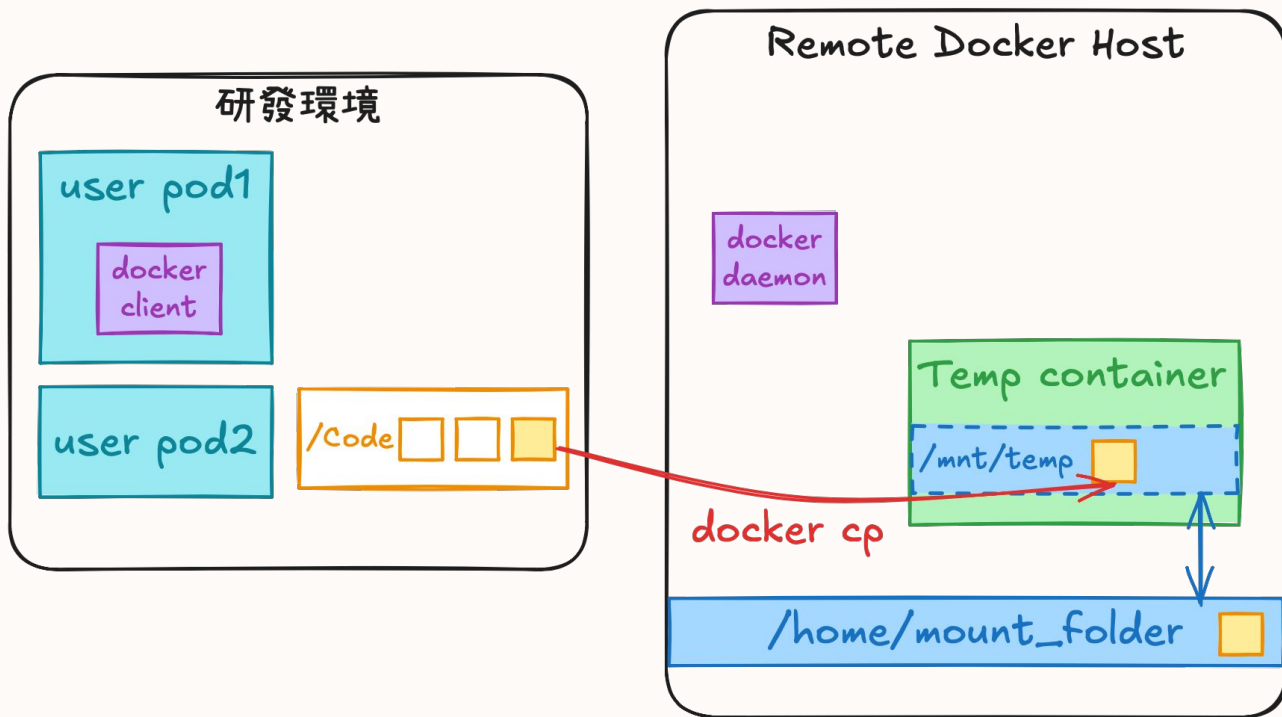 研發環境
user pod1
docker
client
user pod2
/Code
Remote Docker Host
docker
daemon
Temp container
/mnt/temp
docker cp
/home/mount_folder